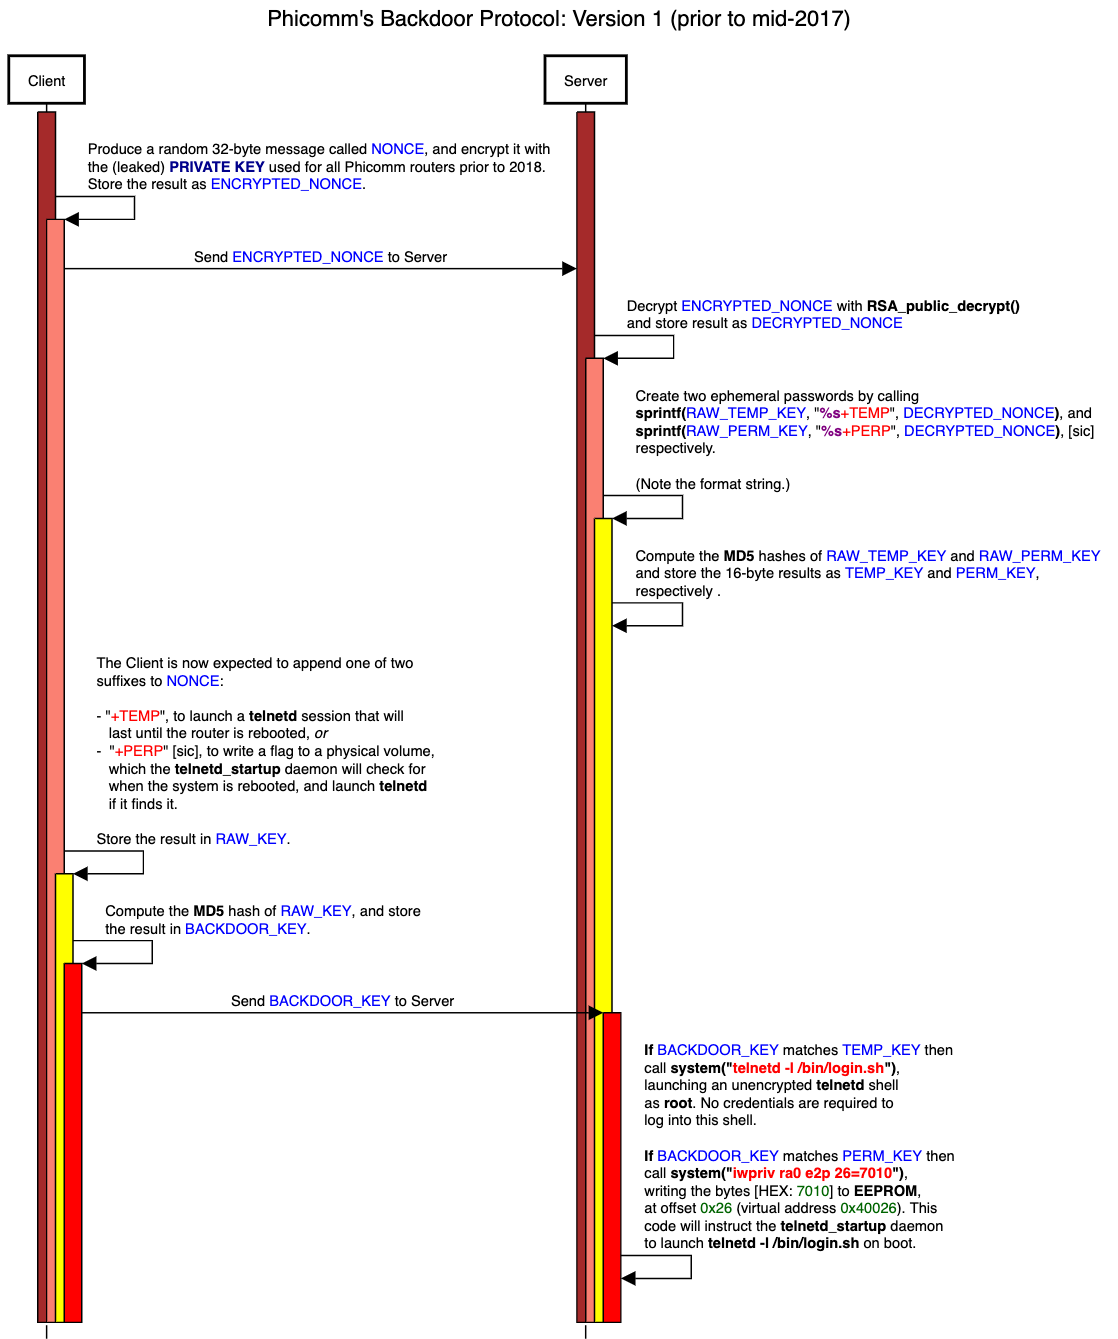 Phicomm's Backdoor Protocol: Version 1 (prior to mid-2017)
Client
Server
Produce a random 32-byte message called NONCE, and encrypt it with
the (leaked) PRIVATE KEY used for all Phicomm routers prior to 2018.
Store the result as ENCRYPTED_NONCE.
Send ENCRYPTED_NONCE to Server
Decrypt ENCRYPTED_NONCE with RSA_public_decrypt()
and store result as DECRYPTED_NONCE
Create two ephemeral passwords by calling
sprintf(RAW_TEMP_KEY, "%s+TEMP", DECRYPTED_NONCE), and
sprintf(RAW_PERM_KEY, "%s+PERP", DECRYPTED_NONCE), [sic]
respectively.
(Note the format string.)
Compute the MD5 hashes of RAW_TEMP_KEY and RAW_PERM_KEY
and store the 16-byte results as TEMP_KEY and PERM_KEY,
respectively .
The Client is now expected to append one of two
suffixes to NONCE:
- "+TEMP", to launch a telnetd session that will
last until the router is rebooted, or
- "+PERP" [sic], to write a flag to a physical volume,
which the telnetd_startup daemon will check for
when the system is rebooted, and launch telnetd
if it finds it.
Store the result in RAW_KEY.
Compute the MD5 hash of RAW_KEY, and store
the result in BACKDOOR_KEY.
Send BACKDOOR_KEY to Server
If BACKDOOR_KEY matches TEMP_KEY then
call system("telnetd -l /bin/login.sh"),
launching an unencrypted telnetd shell
as root. No credentials are required to
log into this shell.
If BACKDOOR_KEY matches PERM_KEY then
call system("iwpriv ra0 e2p 26=7010"),
writing the bytes [HEX: 7010] to EEPROM,
at offset 0x26 (virtual address 0x40026). This
code will instruct the telnetd_startup daemon
to launch telnetd -l /bin/login.sh on boot.